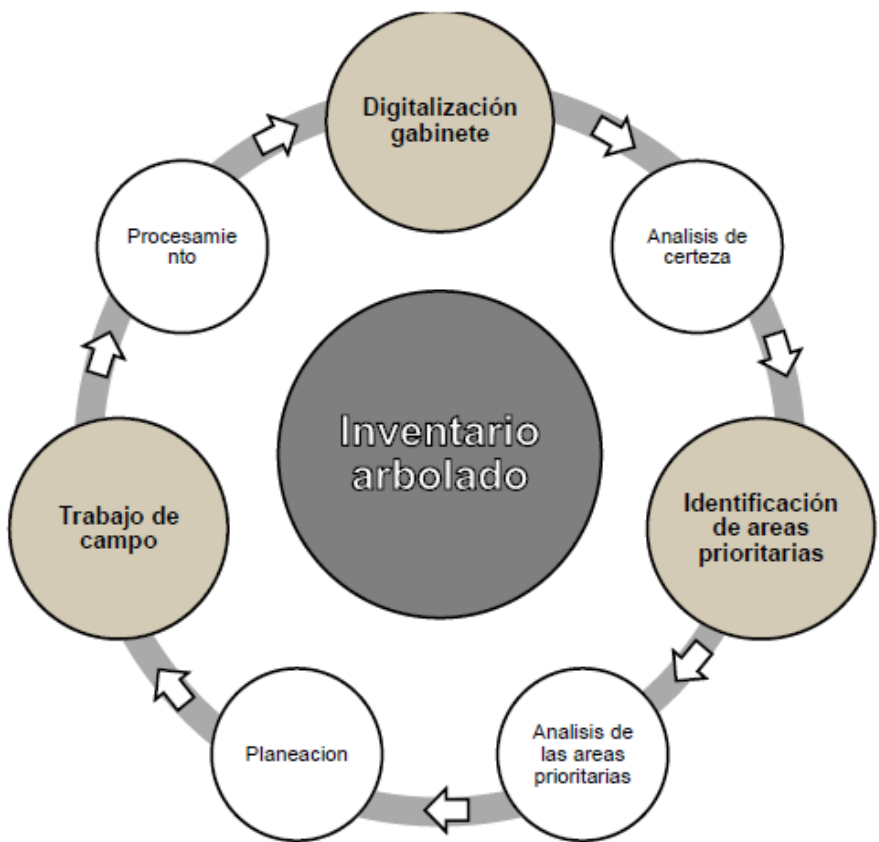 Digitalización
gabinete
Analisis de
certeza
Identificación
de areas
prioritarias
Analisis de
las areas
prioritarias
Planeacion
Trabajo de
campo
Procesamie
nto
Inventario
arbolado